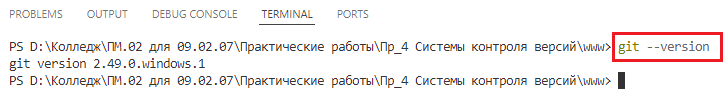 PROBLEMS OUTPUT DEBUG CONSOLE TERMINAL PORTS
PS D:\Колледж\ПМ.02 для 09.02.07\Практические работы\Пр_4 Системы контроля версий\www> git --version
git version 2.49.0.windows.1
PS D:\Колледж\ПМ.02 для 09.02.07\Практические работы\Пр_4 Системы контроля версий\www>